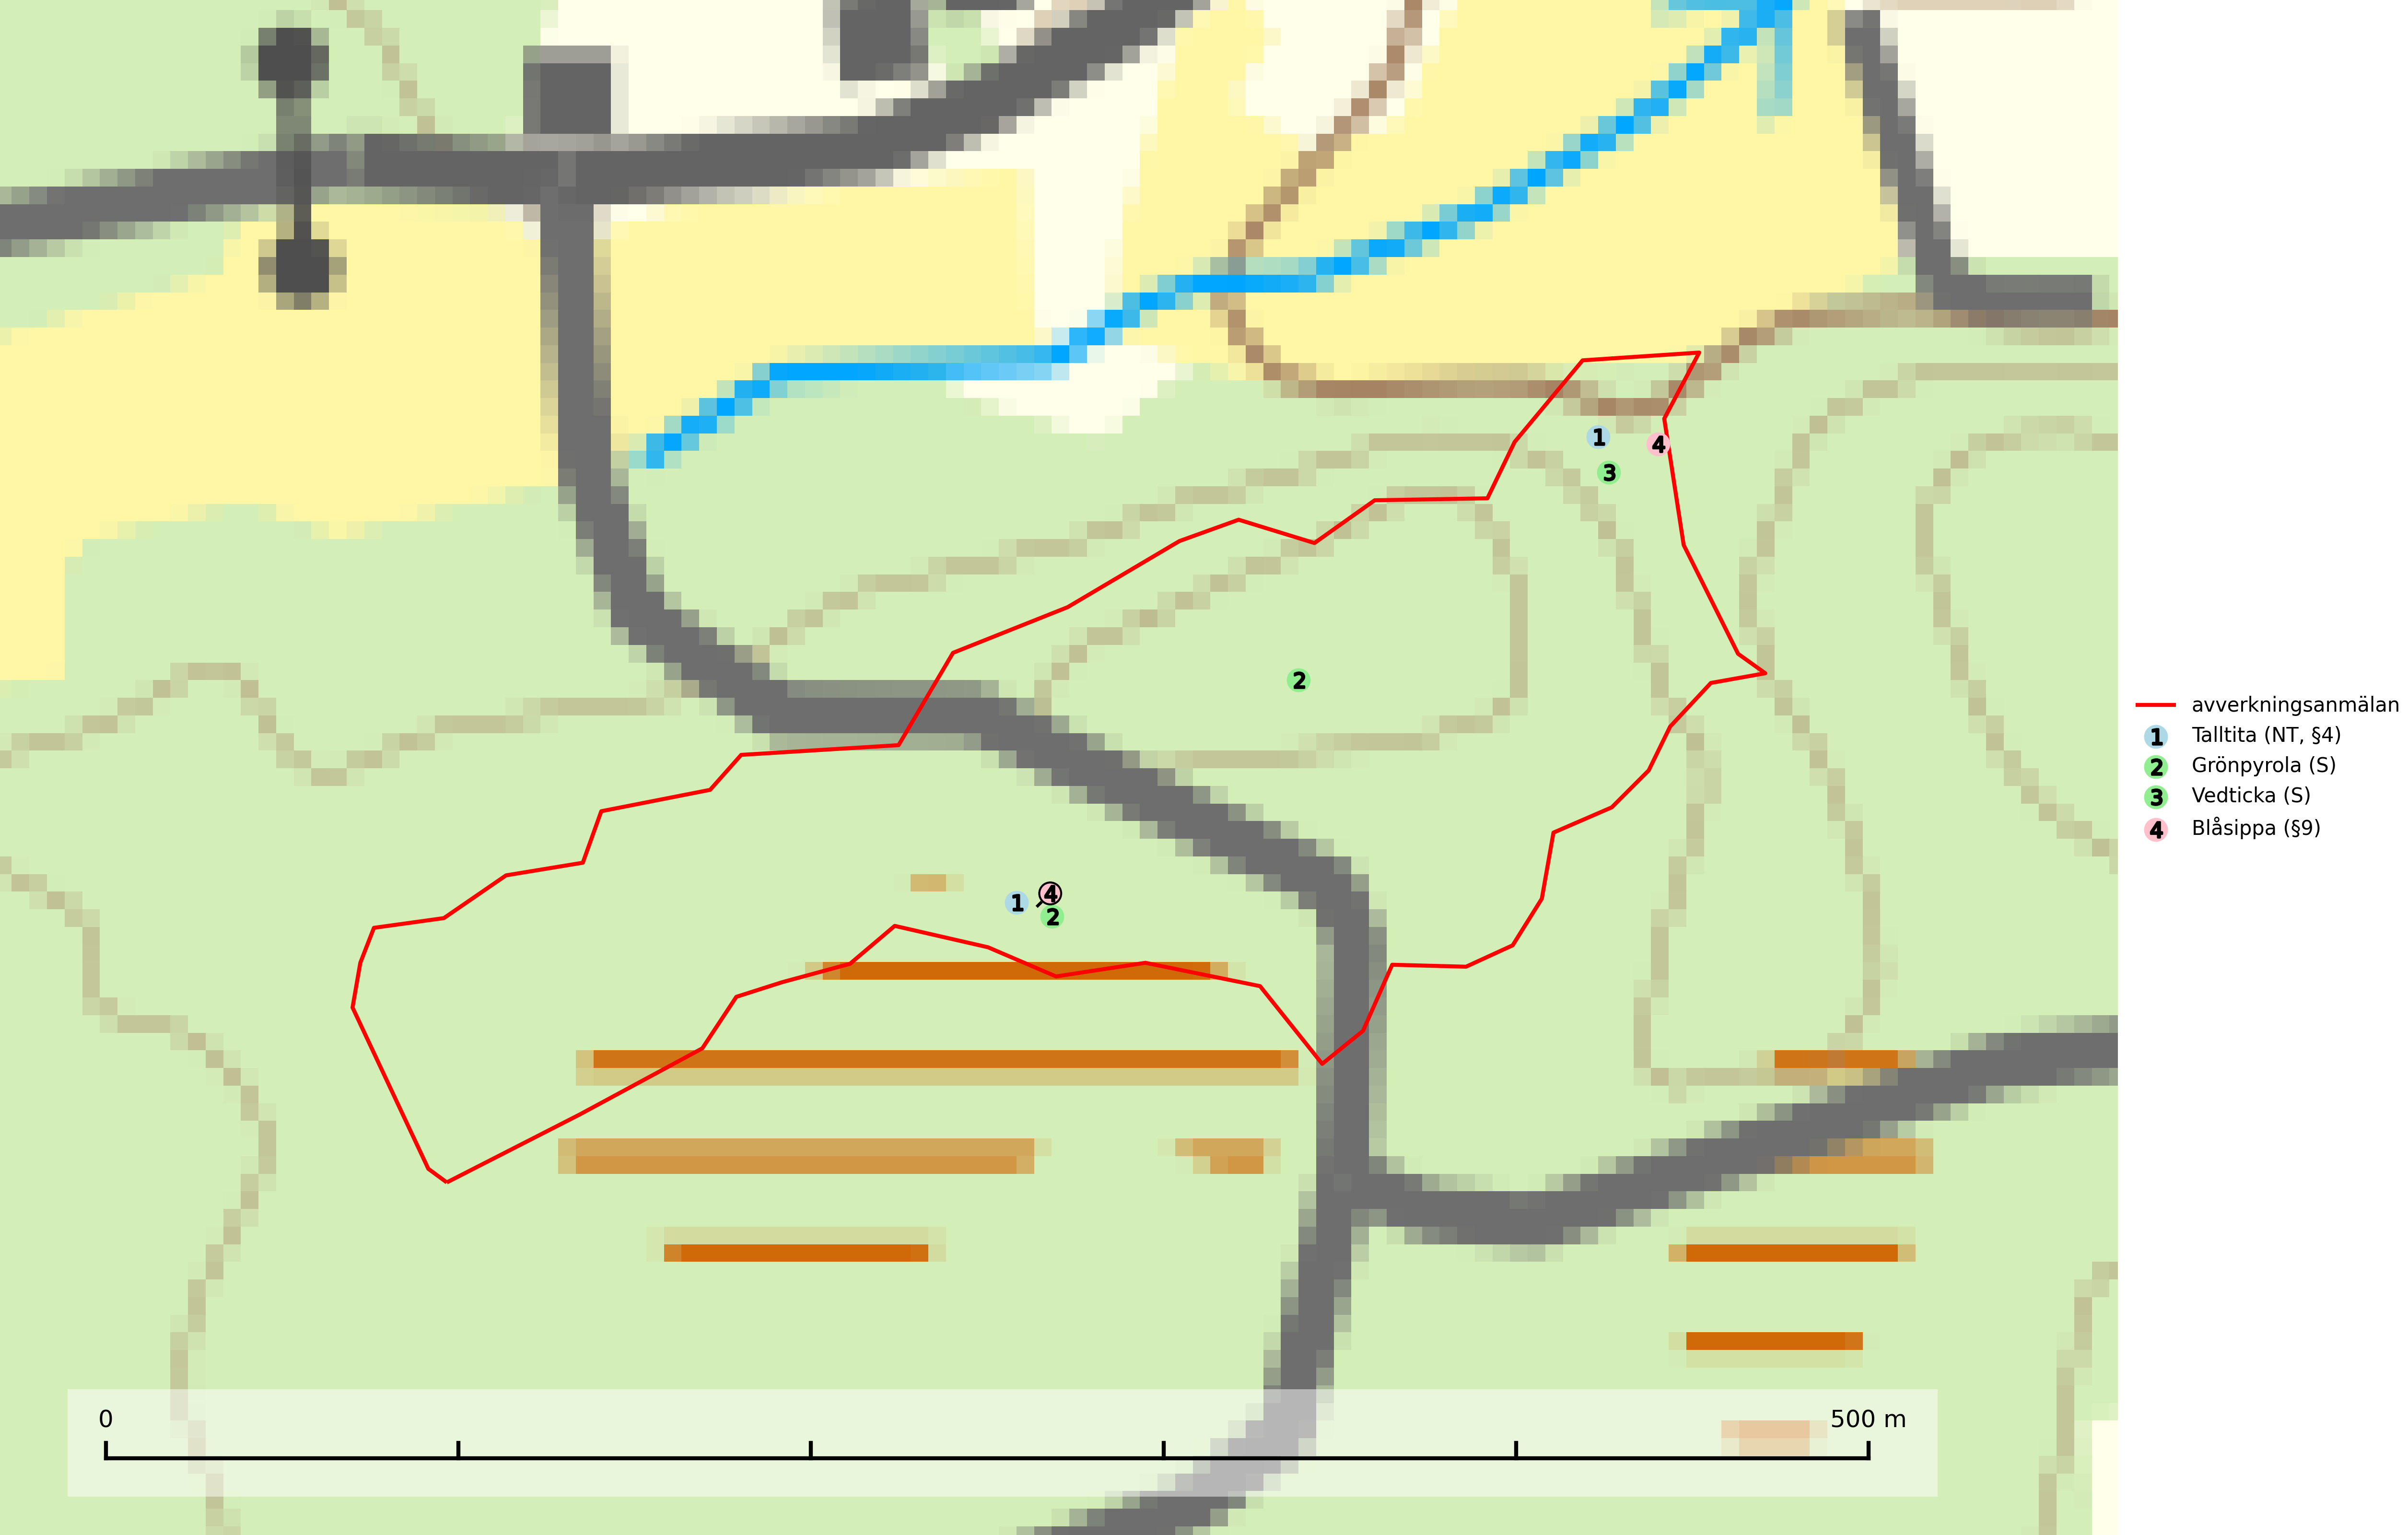 1
4
3
2
4
1
2
avverkningsanmälan
1 Talltita (NT, §4)
2 Grönpyrola (S)
3 Vedticka (S)
4 Blåsippa (§9)
0 500 m